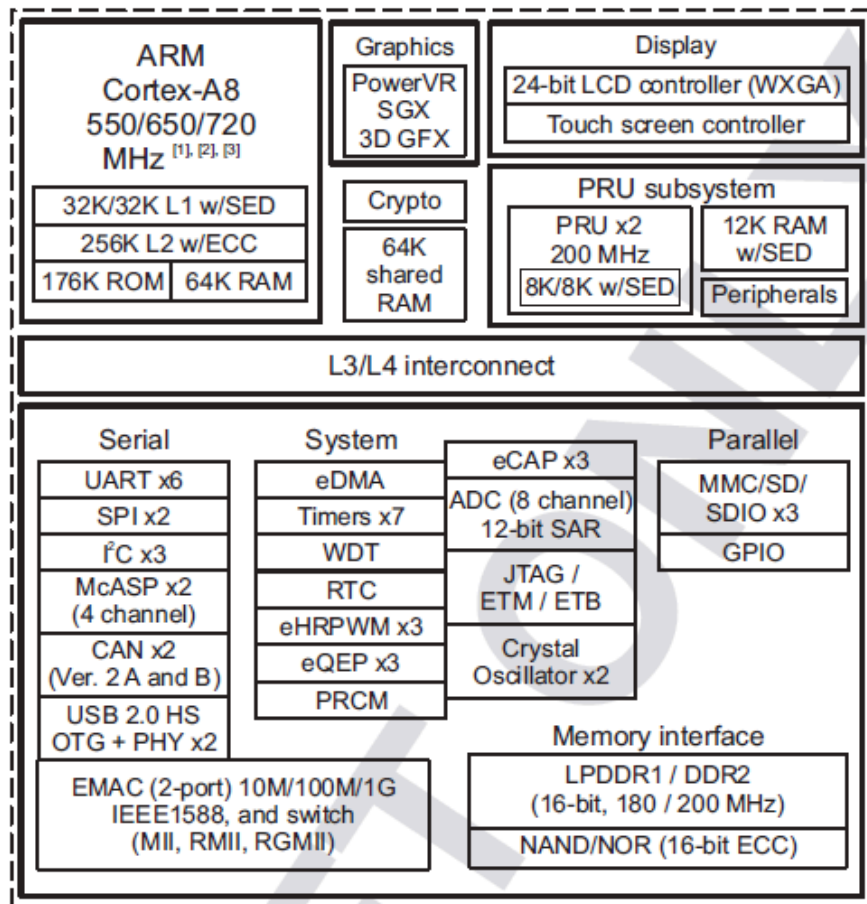 ARM
Cortex-A8
550/650/720
MHz [1], [2], [3]
32K/32K L1 w/SED
256K L2 w/ECC
176K ROM
64K RAM
Graphics
PowerVR
SGX
3D GFX
Crypto
64K
shared
RAM
Display
24-bit LCD controller (WXGA)
Touch screen controller
PRU subsystem
PRU x2
200 MHz
8K/8K w/SED
12K RAM
w/SED
Peripherals
L3/L4 interconnect
Serial
UART x6
SPI x2
I²C x3
McASP x2
(4 channel)
CAN x2
(Ver. 2 A and B)
USB 2.0 HS
OTG + PHY x2
EMAC (2-port) 10M/100M/1G
IEEE1588, and switch
(MII, RMII, RGMII)
System
eDMA
Timers x7
WDT
RTC
eHRPWM x3
eQEP x3
PRCM
eCAP x3
ADC (8 channel)
12-bit SAR
JTAG /
ETM / ETB
Crystal
Oscillator x2
Parallel
MMC/SD/
SDIO x3
GPIO
Memory interface
LPDDR1 / DDR2
(16-bit, 180 / 200 MHz)
NAND/NOR (16-bit ECC)
ONLY